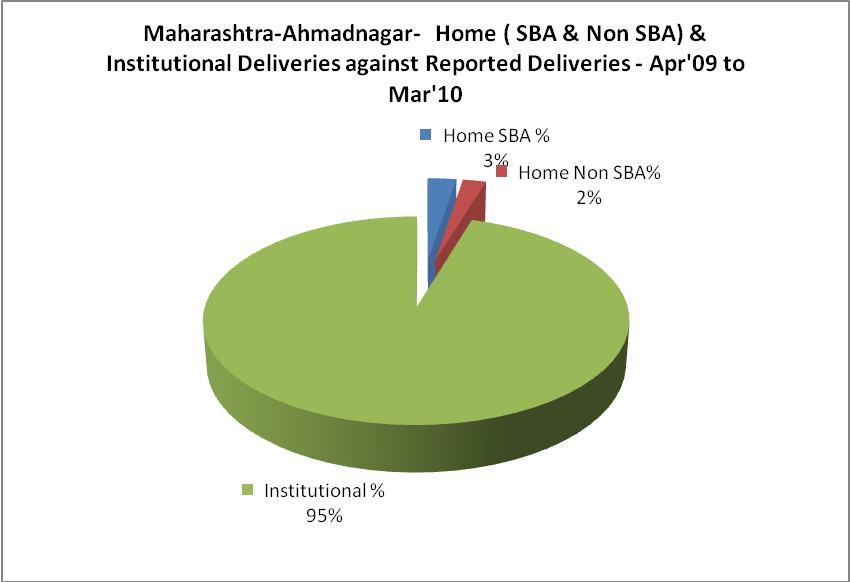 Maharashtra-Ahmadnagar-  Home ( SBA & Non SBA) &
Institutional Deliveries against Reported Deliveries - Apr'09 to
Mar'10
Home SBA %
3%
Home Non SBA%
2%
Institutional %
95%